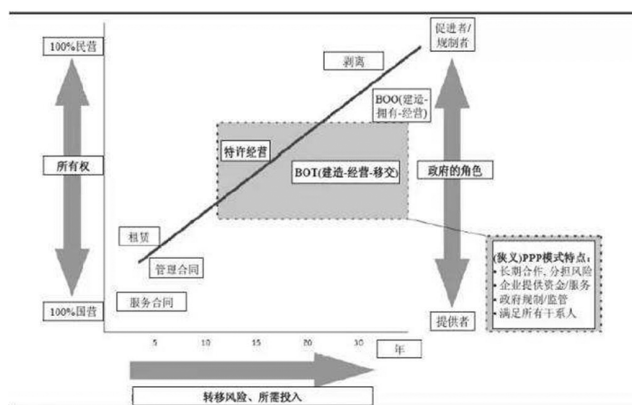 100%民营
所有权
100%国营
促进者/
规制者
政府的角色
提供者
剥离
BOO(建造-
拥有-经营)
特许经营
BOT(建造-经营-移交)
租赁
管理合同
服务合同
(狭义)PPP模式特点：
•长期合作, 分担风险
•企业提供资金/服务
•政府规制/监管
•满足所有干系人
5 10 15 20 25 30 年
转移风险、所需投入